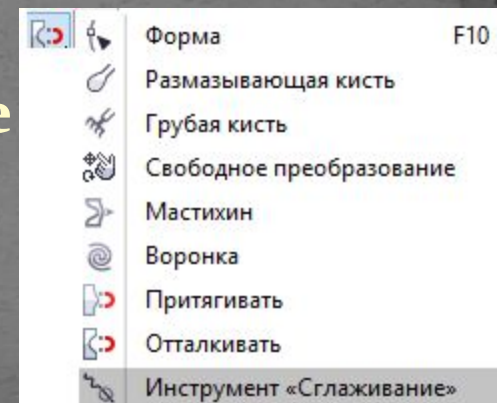 е
Форма F10
Размазывающая кисть
Грубая кисть
Свободное преобразование
Мастихин
Воронка
Притягивать
Отталкивать
Инструмент «Сглаживание»